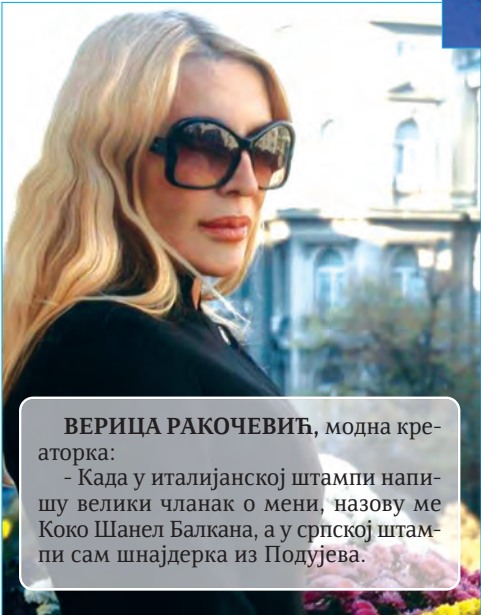 ВЕРИЦА РАКОЧЕВИЋ, модна кре-
аторка:
- Када у италијанској штампи напи-
шу велики чланак о мени, назову ме
Коко Шанел Балкана, а у српској штам-
пи сам шнајдерка из Подујева.